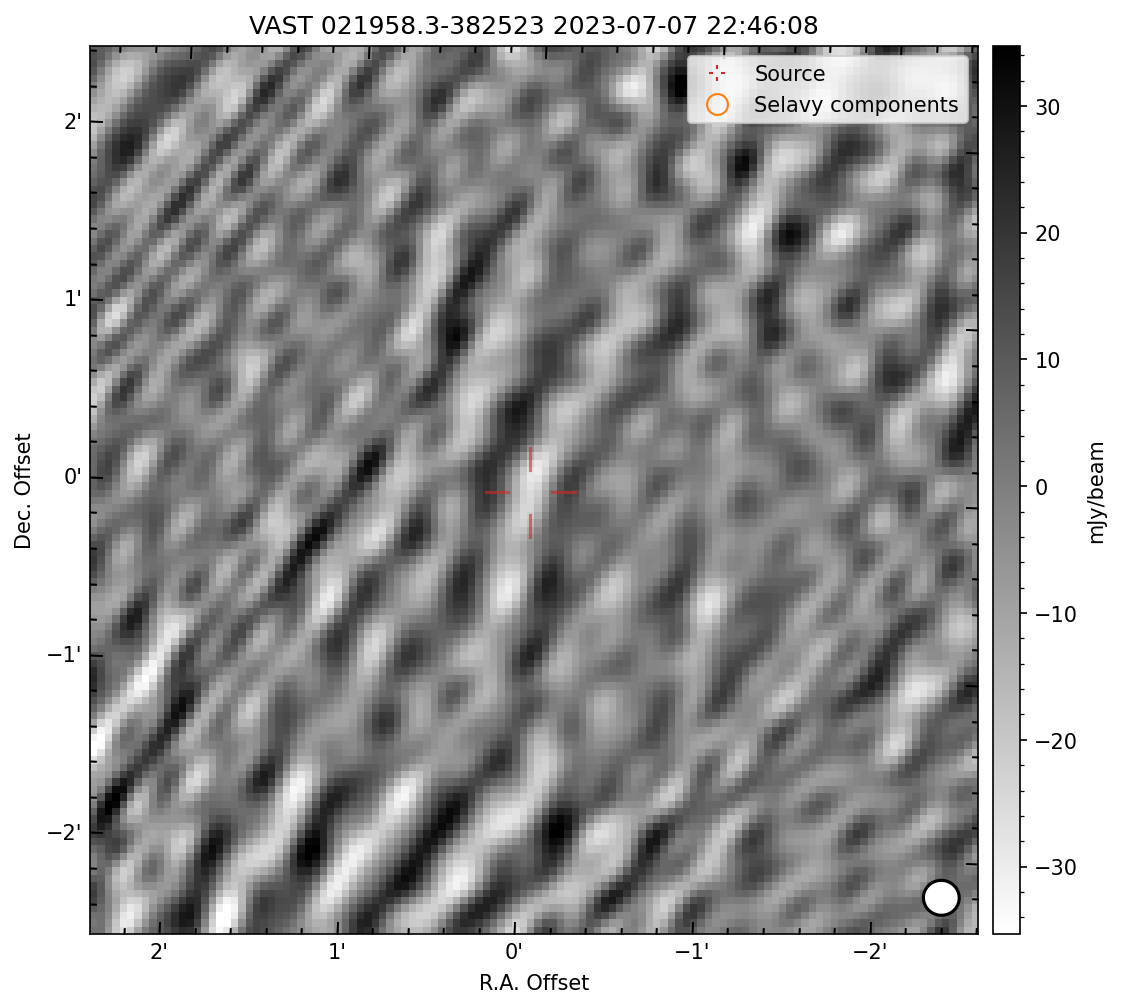 VAST 021958.3-382523 2023-07-07 22:46:08
Source
Selavy components
2'
1'
0'
−1'
−2'
Dec. Offset
2'
1'
0'
−1'
−2'
R.A. Offset
30
20
10
0
−10
−20
−30
mJy/beam